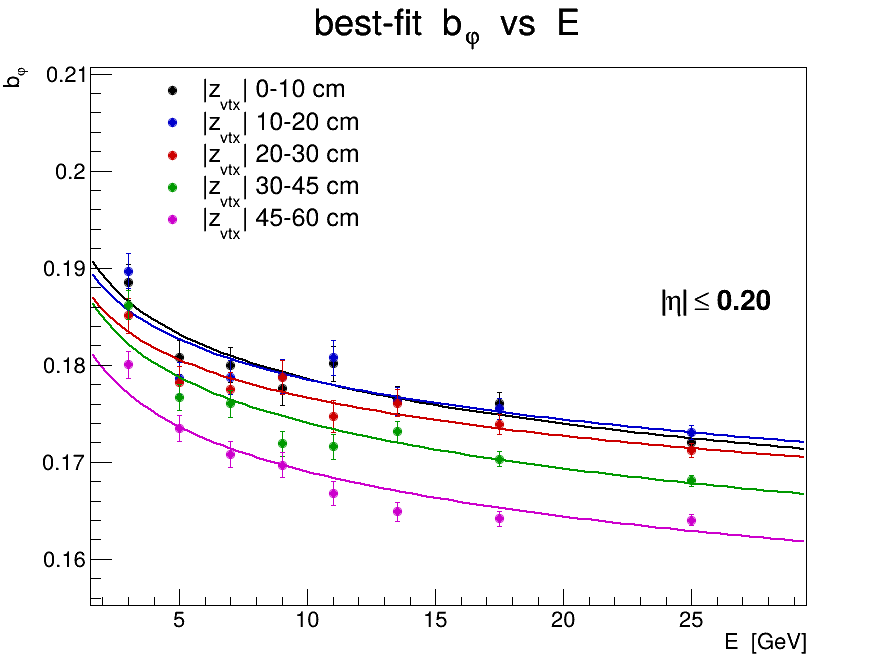 best-fit b_φ vs E
b_φ
0.21
0.2
0.19
0.18
0.17
0.16
|z_vtx| 0-10 cm
|z_vtx| 10-20 cm
|z_vtx| 20-30 cm
|z_vtx| 30-45 cm
|z_vtx| 45-60 cm
|η| ≤ 0.20
5 10 15 20 25
E [GeV]